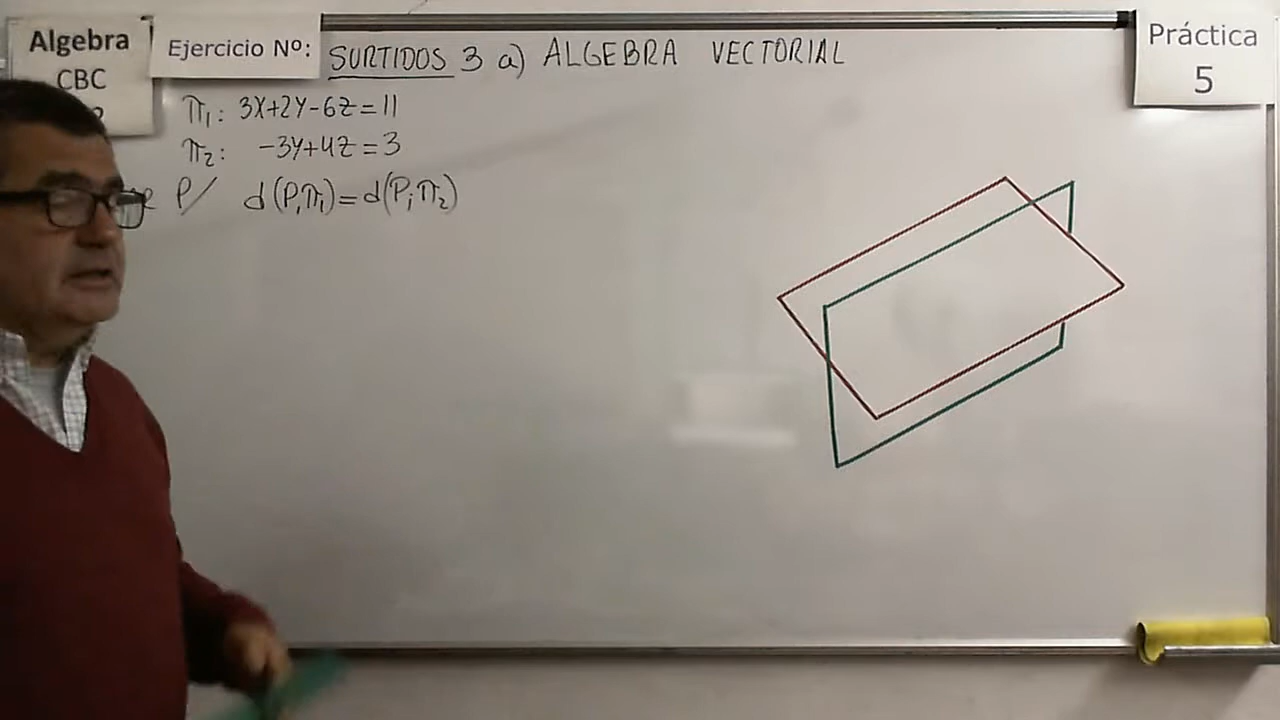 Algebra
CBC
Ejercicio Nº: SURTIDOS 3 a) ALGEBRA VECTORIAL
Práctica
5
π₁: 3X+2Y-6Z=11
π₂: -3Y+4Z=3
P/ d(P,π₁)=d(P;π₂)